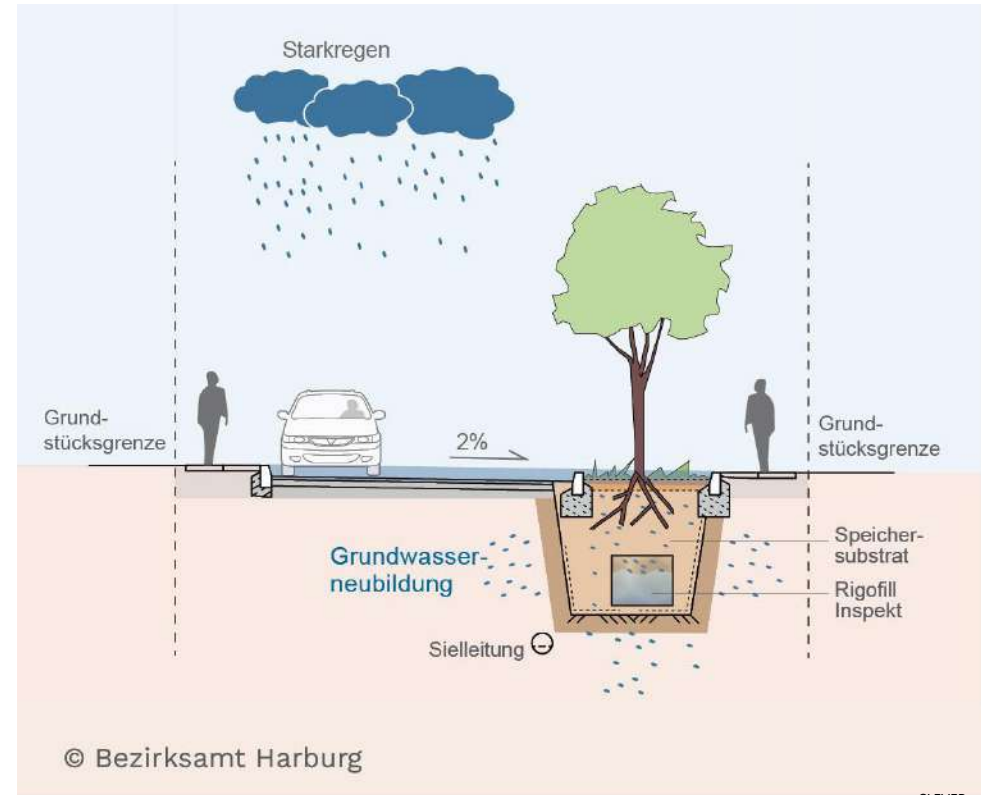 Starkregen
Grund-
stücksgrenze
2%
Grund-
stücksgrenze
Grundwasser-
neubildung
Speicher-
substrat
Rigofill
Inspekt
Sielleitung
© Bezirksamt Harburg